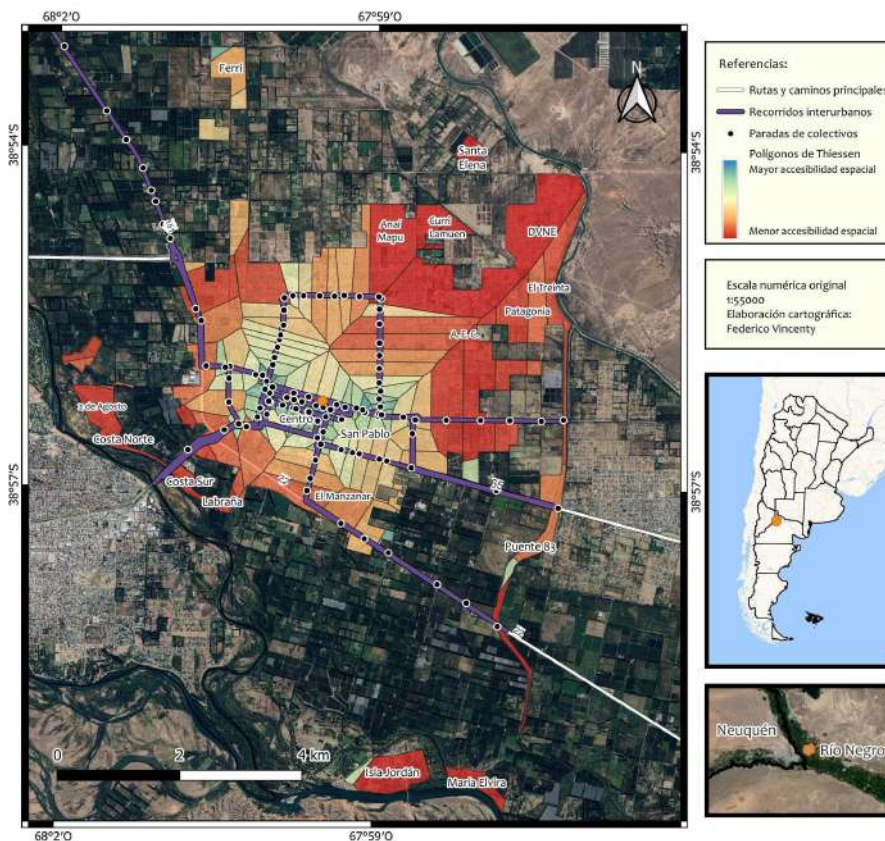 68°2'O
67°59'O
N
38°54'S
38°54'S
38°57'S
38°57'S
Ferri
Santa
Elena
Anai
Mapu
Curri
Lamuen
DVNE
El Treinta
Patagonia
A. E. C.
2 de Agosto
Costa Norte
Centro
San Pablo
Costa Sur
22
Labraña
El Manzanar
Puente 83
22
0
2
4 km
Isla Jordán
María Elvira
68°2'O
67°59'O
Referencias:
Rutas y caminos principales
Recorridos interurbanos
Paradas de colectivos
Polígonos de Thiessen
Mayor accesibilidad espacial
Menor accesibilidad espacial
Escala numérica original
1:55000
Elaboración cartográfica:
Federico Vincenty
Neuquén
Río Negro